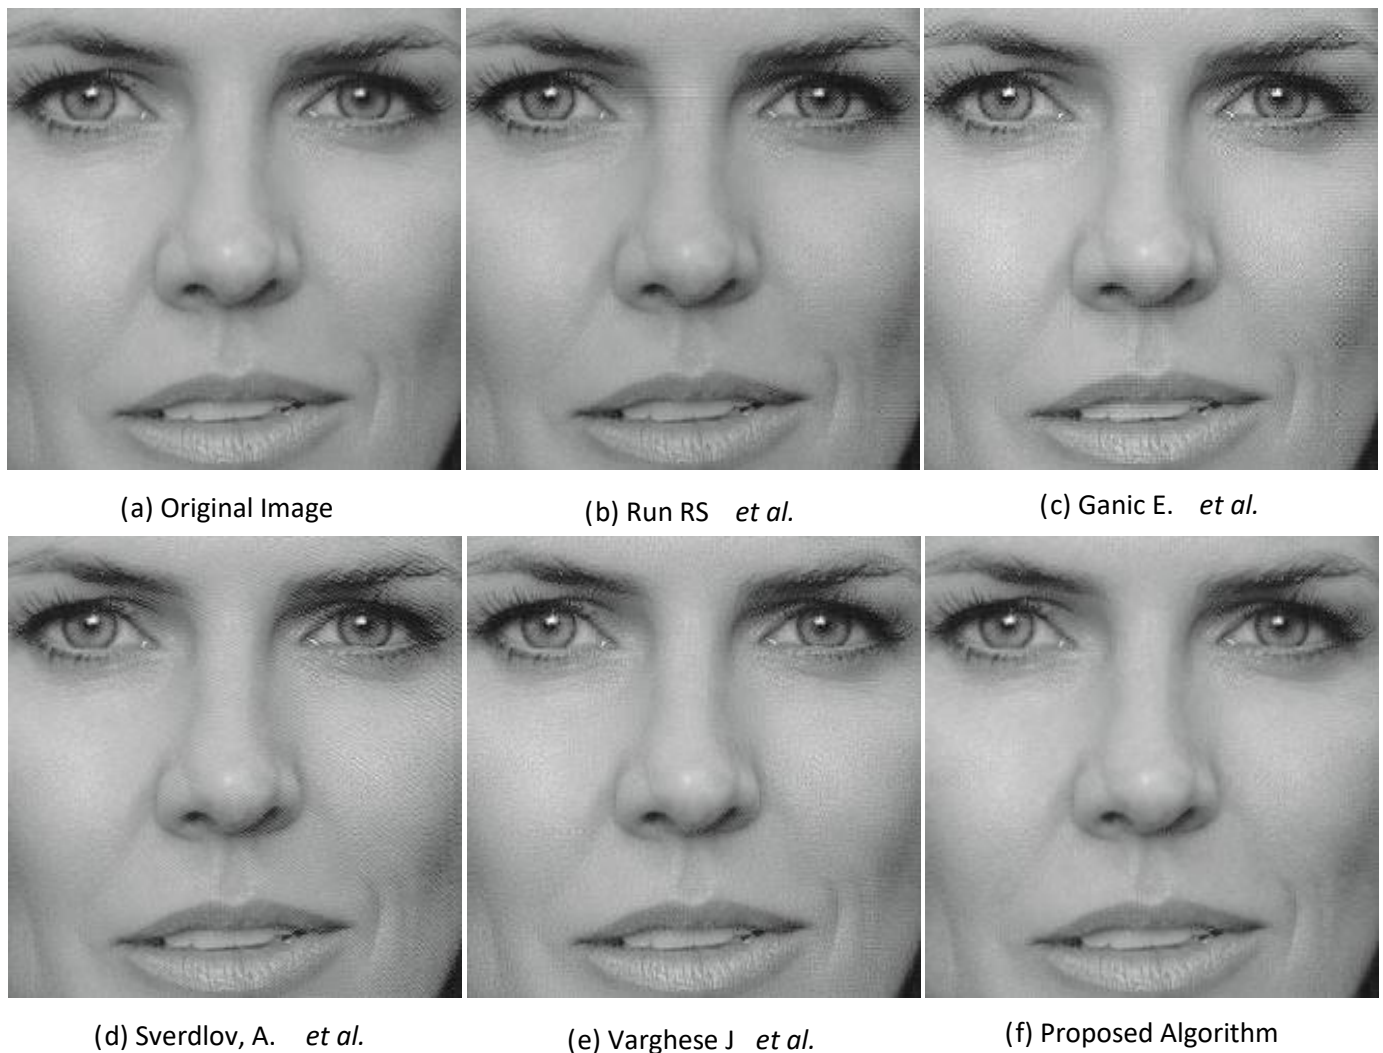 (a) Original Image
(b) Run RS et al.
(c) Ganic E. et al.
(d) Sverdlov, A. et al.
(e) Varghese J et al.
(f) Proposed Algorithm